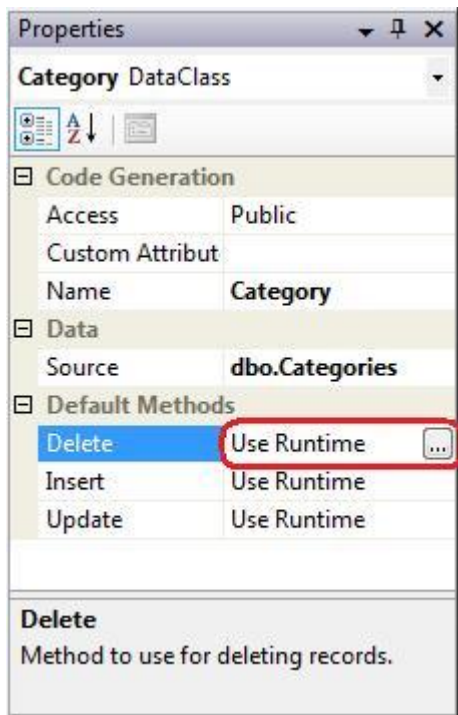 Properties
Category DataClass
Code Generation
Access Public
Custom Attribut
Name Category
Data
Source dbo.Categories
Default Methods
Delete Use Runtime ...
Insert Use Runtime
Update Use Runtime
Delete
Method to use for deleting records.